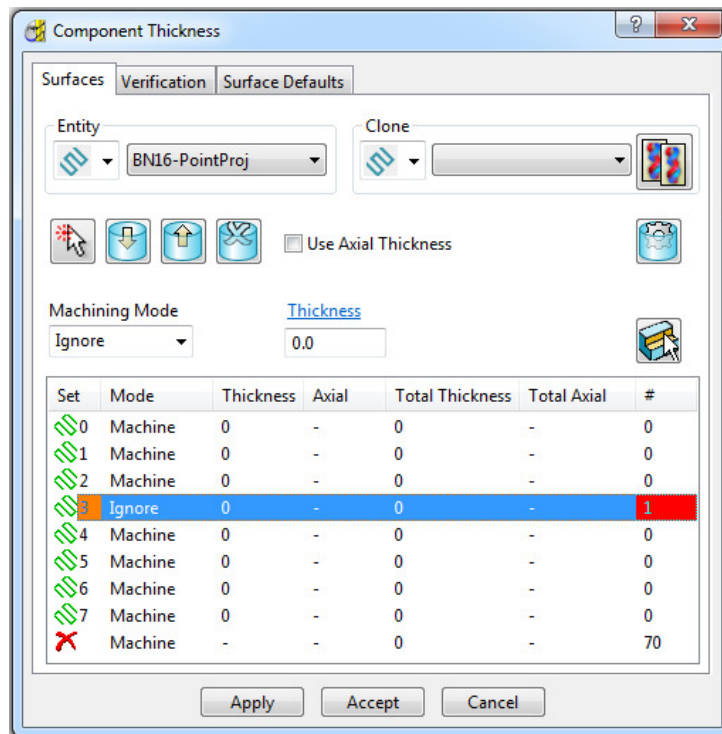 Component Thickness
Surfaces Verification Surface Defaults
Entity Clone
BN16-PointProj
Use Axial Thickness
Machining Mode Thickness
Ignore 0.0
Set Mode Thickness Axial Total Thickness Total Axial #
0 Machine 0 - 0 - 0
1 Machine 0 - 0 - 0
2 Machine 0 - 0 - 0
3 Ignore 0 - 0 - 1
4 Machine 0 - 0 - 0
5 Machine 0 - 0 - 0
6 Machine 0 - 0 - 0
7 Machine 0 - 0 - 0
Machine - - 0 - 70
Apply Accept Cancel